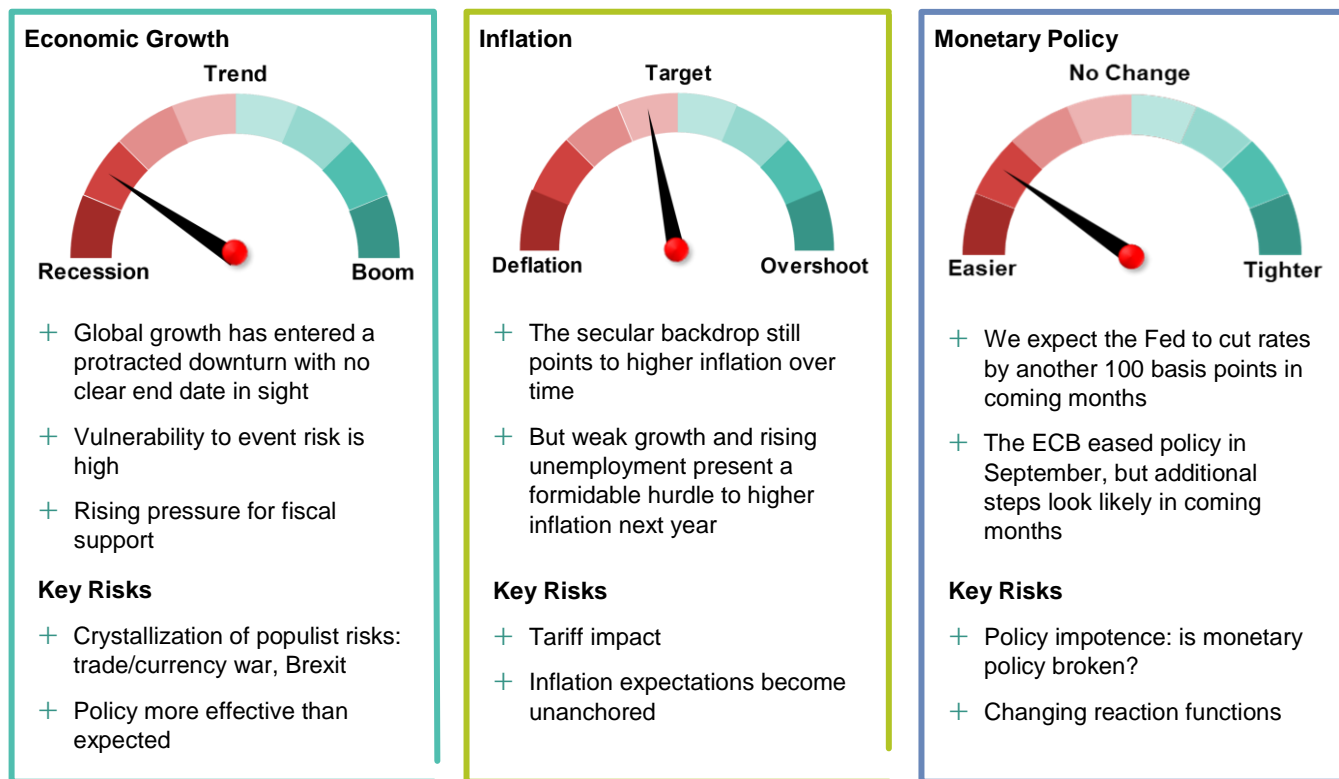 Economic Growth
Trend
Recession
Boom
+ Global growth has entered a
protracted downturn with no
clear end date in sight
+ Vulnerability to event risk is
high
+ Rising pressure for fiscal
support
Key Risks
+ Crystallization of populist risks:
trade/currency war, Brexit
+ Policy more effective than
expected
Inflation
Target
Deflation
Overshoot
+ The secular backdrop still
points to higher inflation over
time
+ But weak growth and rising
unemployment present a
formidable hurdle to higher
inflation next year
Key Risks
+ Tariff impact
+ Inflation expectations become
unanchored
Monetary Policy
No Change
Easier
Tighter
+ We expect the Fed to cut rates
by another 100 basis points in
coming months
+ The ECB eased policy in
September, but additional
steps look likely in coming
months
Key Risks
+ Policy impotence: is monetary
policy broken?
+ Changing reaction functions